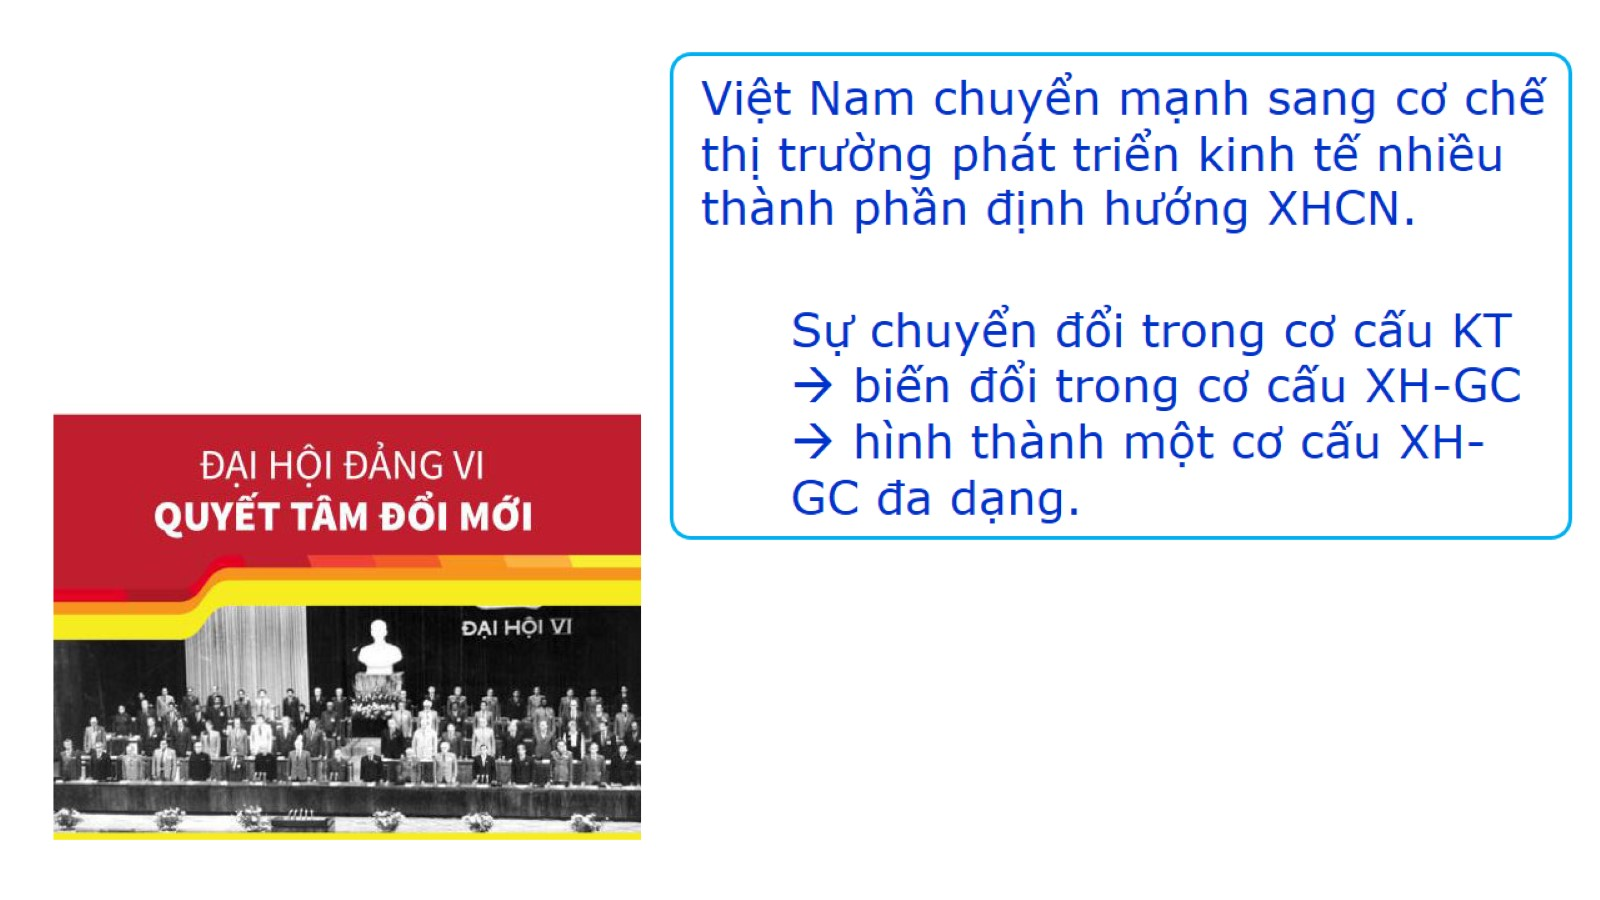 Việt Nam chuyển mạnh sang cơ chế
thị trường phát triển kinh tế nhiều
thành phần định hướng XHCN.
Sự chuyển đổi trong cơ cấu KT
→ biến đổi trong cơ cấu XH-GC
→ hình thành một cơ cấu XH-
GC đa dạng.
ĐẠI HỘI ĐẢNG VI
QUYẾT TÂM ĐỔI MỚI
ĐẠI HỘI VI